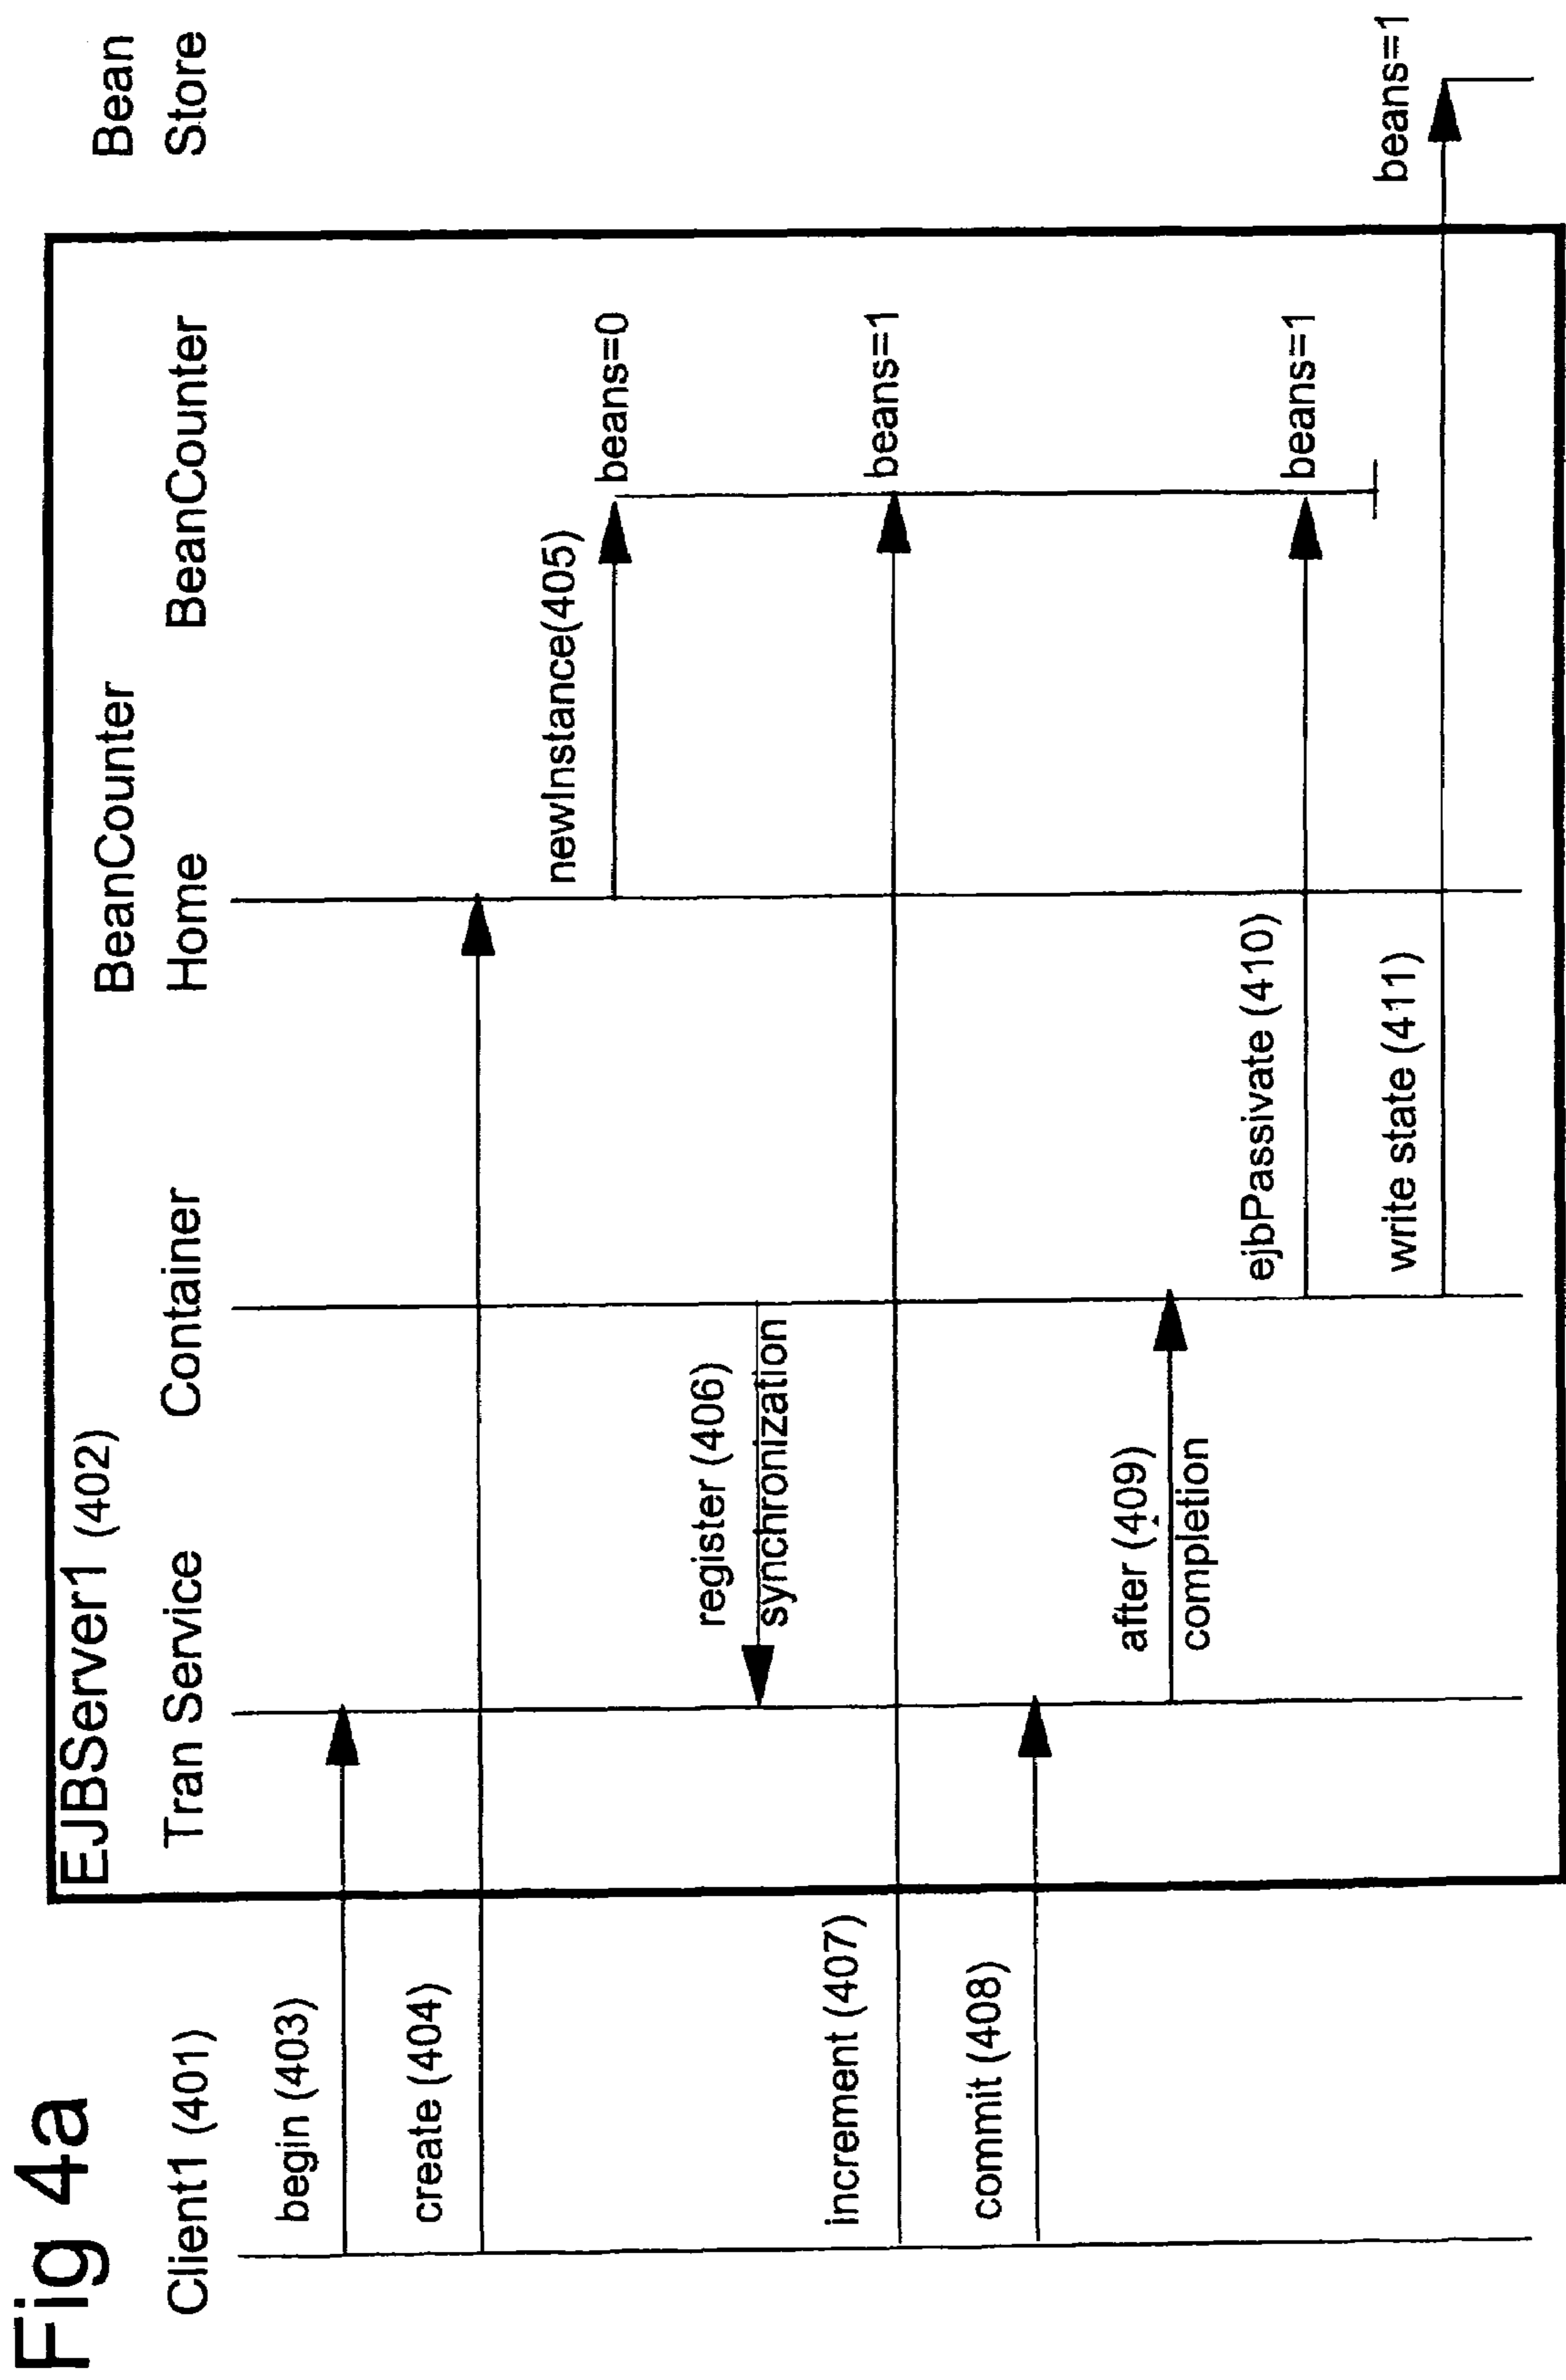 Fig 4a
EJBServer1 (402)
Client1 (401)
Tran Service
Container
BeanCounter
Home
BeanCounter
Bean
Store
begin (403)
create (404)
newInstance(405)
beans=0
register (406)
synchronization
increment (407)
beans=1
commit (408)
after (409)
completion
ejbPassivate (410)
beans=1
write state (411)
beans=1